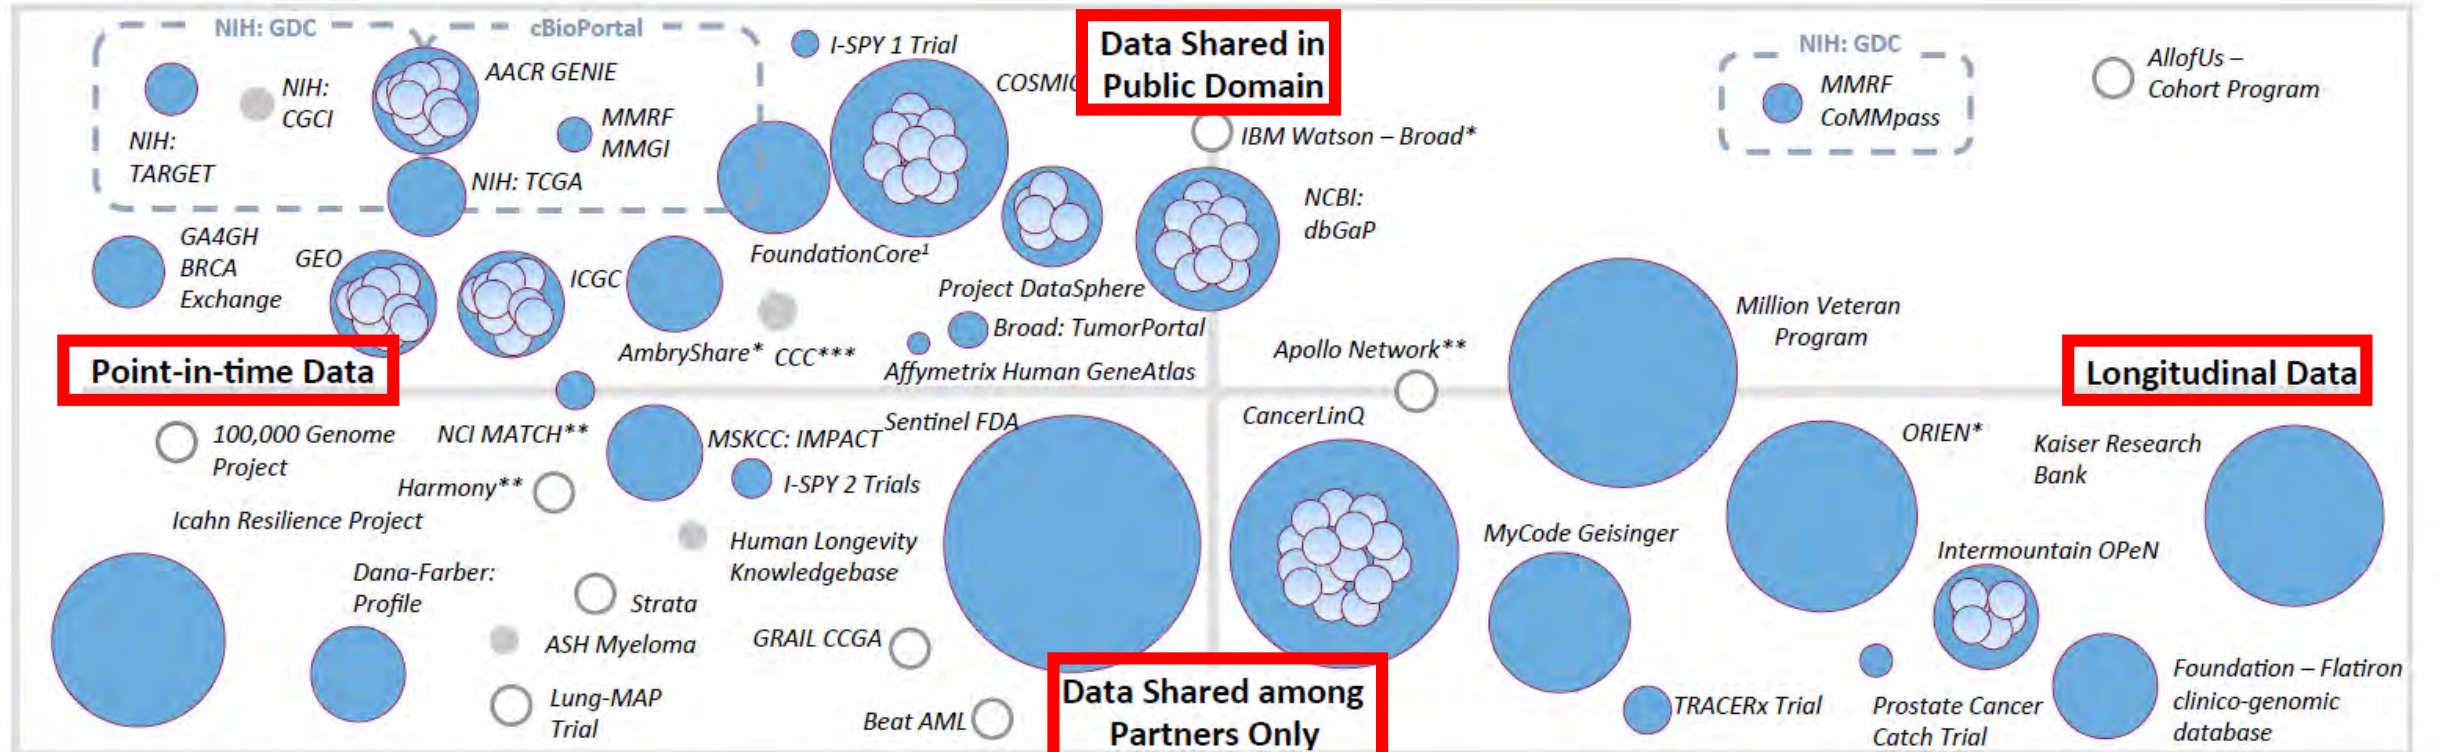 NIH: GDC
cBioPortal
I-SPY 1 Trial
AACR GENIE
NIH:
CGCI
NIH:
TARGET
MMRF
MMGI
NIH: TCGA
COSMIC
Data Shared in
Public Domain
IBM Watson – Broad*
NIH: GDC
MMRF
CoMMpass
AllofUs –
Cohort Program
GA4GH
BRCA
Exchange
GEO
ICGC
FoundationCore¹
Project DataSphere
NCBI:
dbGaP
AmbryShare*
CCC***
Broad: TumorPortal
Affymetrix Human GeneAtlas
Apollo Network**
Million Veteran
Program
Point-in-time Data
Longitudinal Data
100,000 Genome
Project
NCI MATCH**
Harmony**
MSKCC: IMPACT
I-SPY 2 Trials
Sentinel FDA
CancerLinQ
ORIEN*
Kaiser Research
Bank
Icahn Resilience Project
Human Longevity
Knowledgebase
MyCode Geisinger
Intermountain OPeN
Dana-Farber:
Profile
Strata
ASH Myeloma
GRAIL CCGA
Lung-MAP
Trial
Beat AML
Data Shared among
Partners Only
TRACERx Trial
Prostate Cancer
Catch Trial
Foundation – Flatiron
clinico-genomic
database